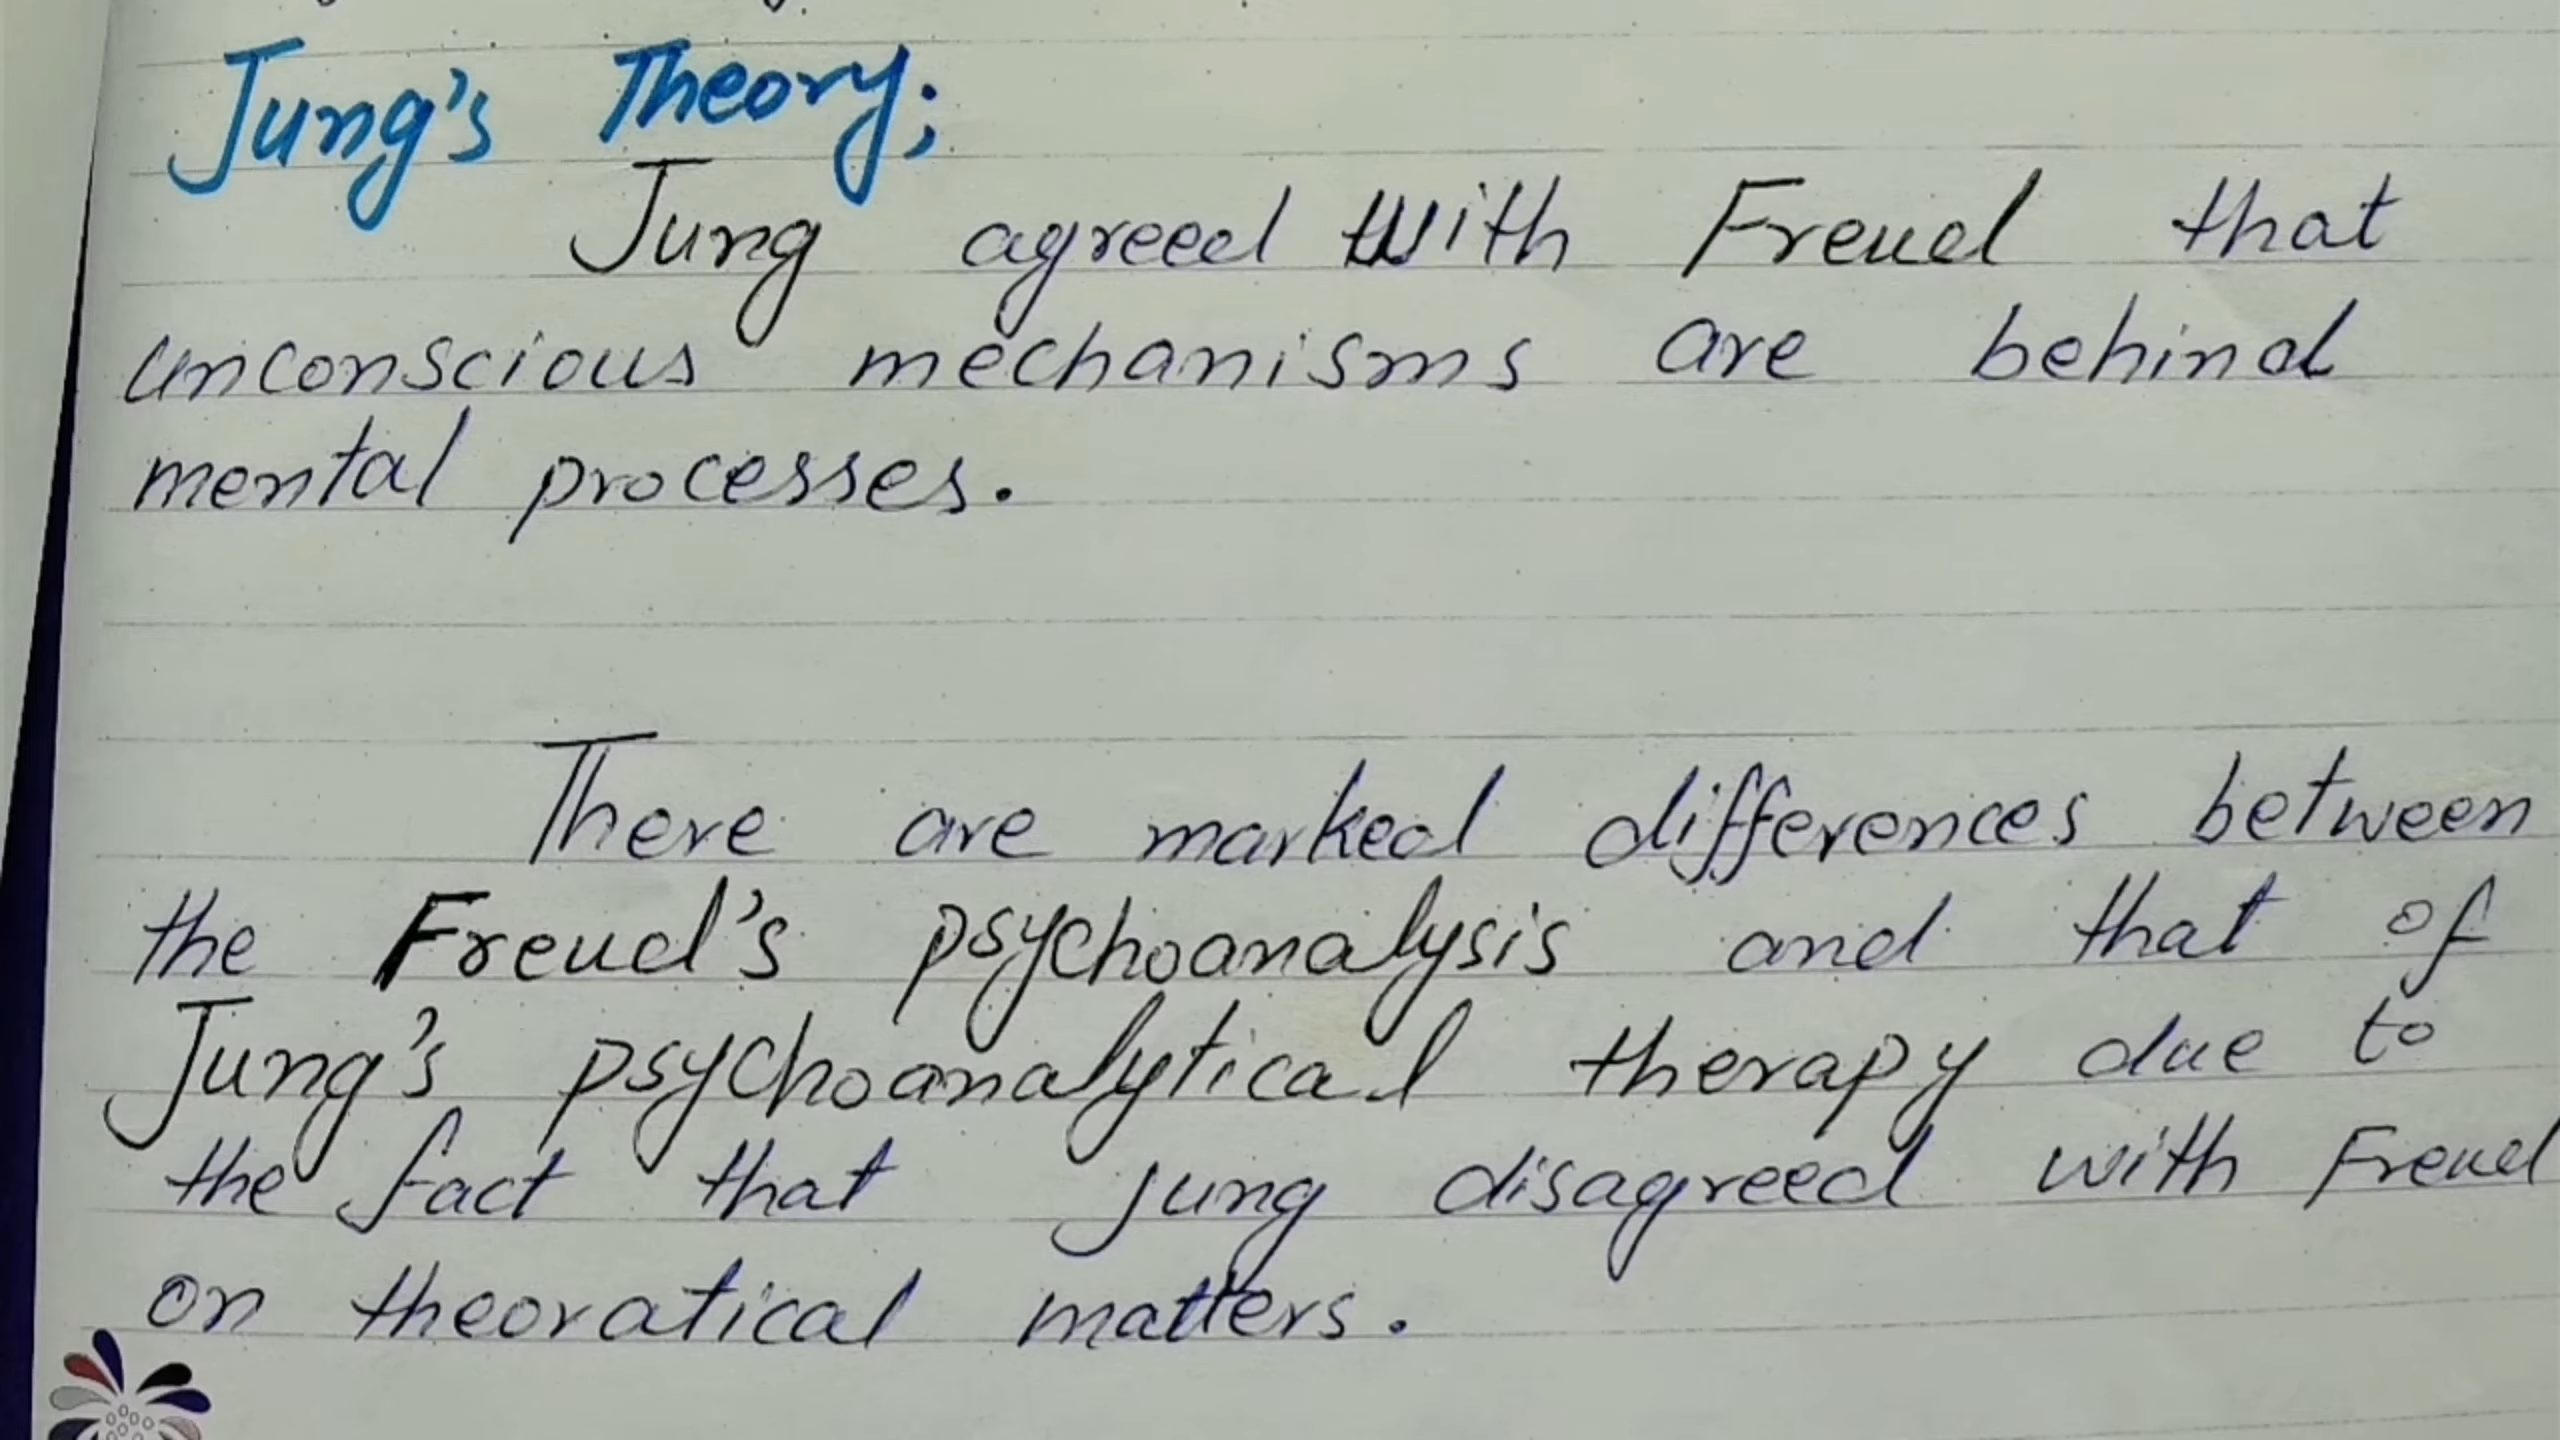 Jung's Theory;
Jung agreed with Freud that
unconscious mechanisms are behind
mental processes.
There are marked differences between
the Freud's psychoanalysis and that of
Jung's psychoanalytical therapy due to
the fact that Jung disagreed with Freud
on theoratical matters.